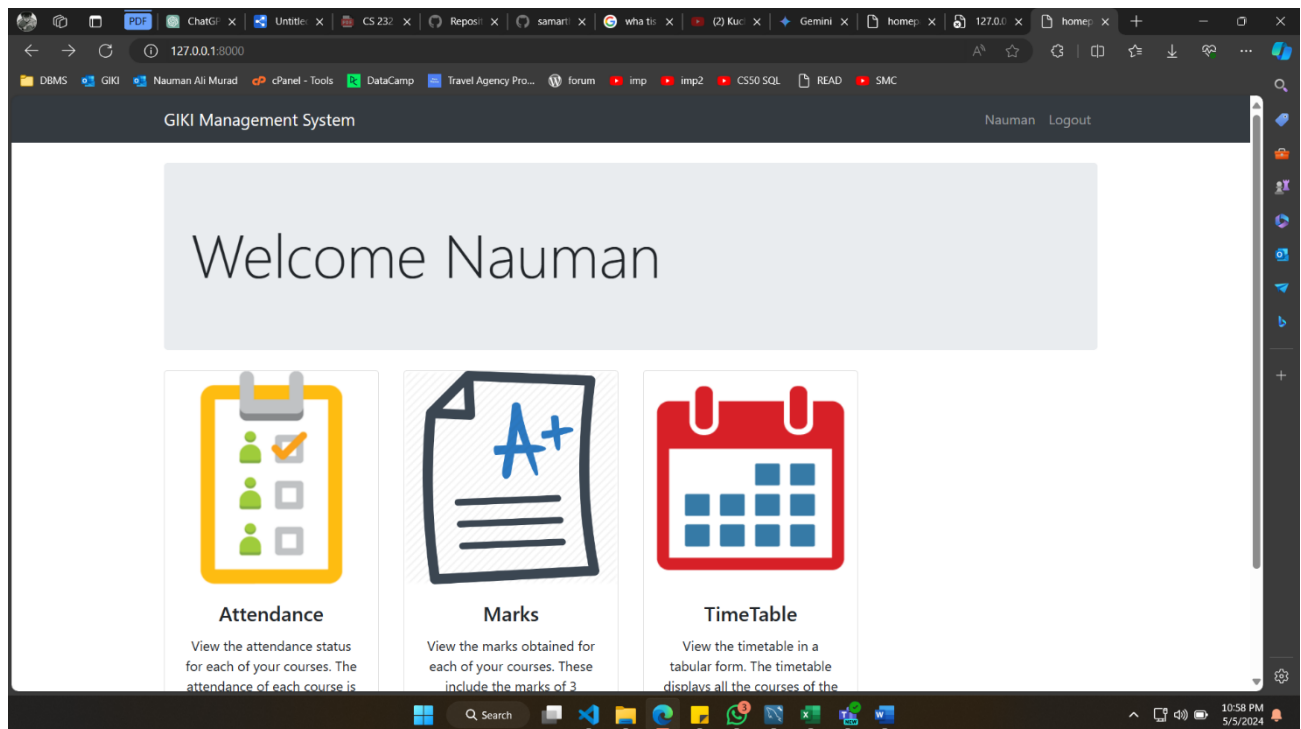 PDF
ChatGP
Untitled
CS 232
Reposit
samarth
wha tis
(2) Kuch
Gemini
homep
127.0.0
homep
127.0.0.1:8000
DBMS GIKI Nauman Ali Murad cPanel - Tools DataCamp Travel Agency Pro... forum imp imp2 CS50 SQL READ SMC
GIKI Management System Nauman Logout
Welcome Nauman
A+
Attendance
View the attendance status
for each of your courses. The
attendance of each course is
Marks
View the marks obtained for
each of your courses. These
include the marks of 3
TimeTable
View the timetable in a
tabular form. The timetable
displays all the courses of the
Search
3
NEW
10:58 PM
5/5/2024